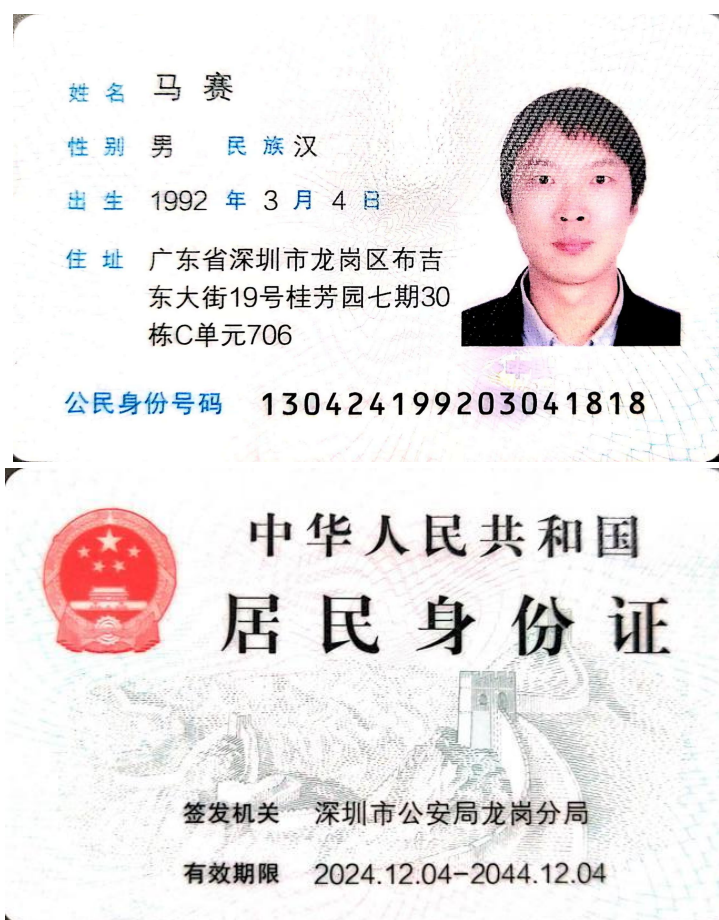 姓名 马赛
性别 男 民族 汉
出生 1992 年 3 月 4 日
住址 广东省深圳市龙岗区布吉
东大街19号桂芳园七期30
栋C单元706
公民身份号码 130424199203041818
中华人民共和国
居民身份证
签发机关 深圳市公安局龙岗分局
有效期限 2024.12.04-2044.12.04